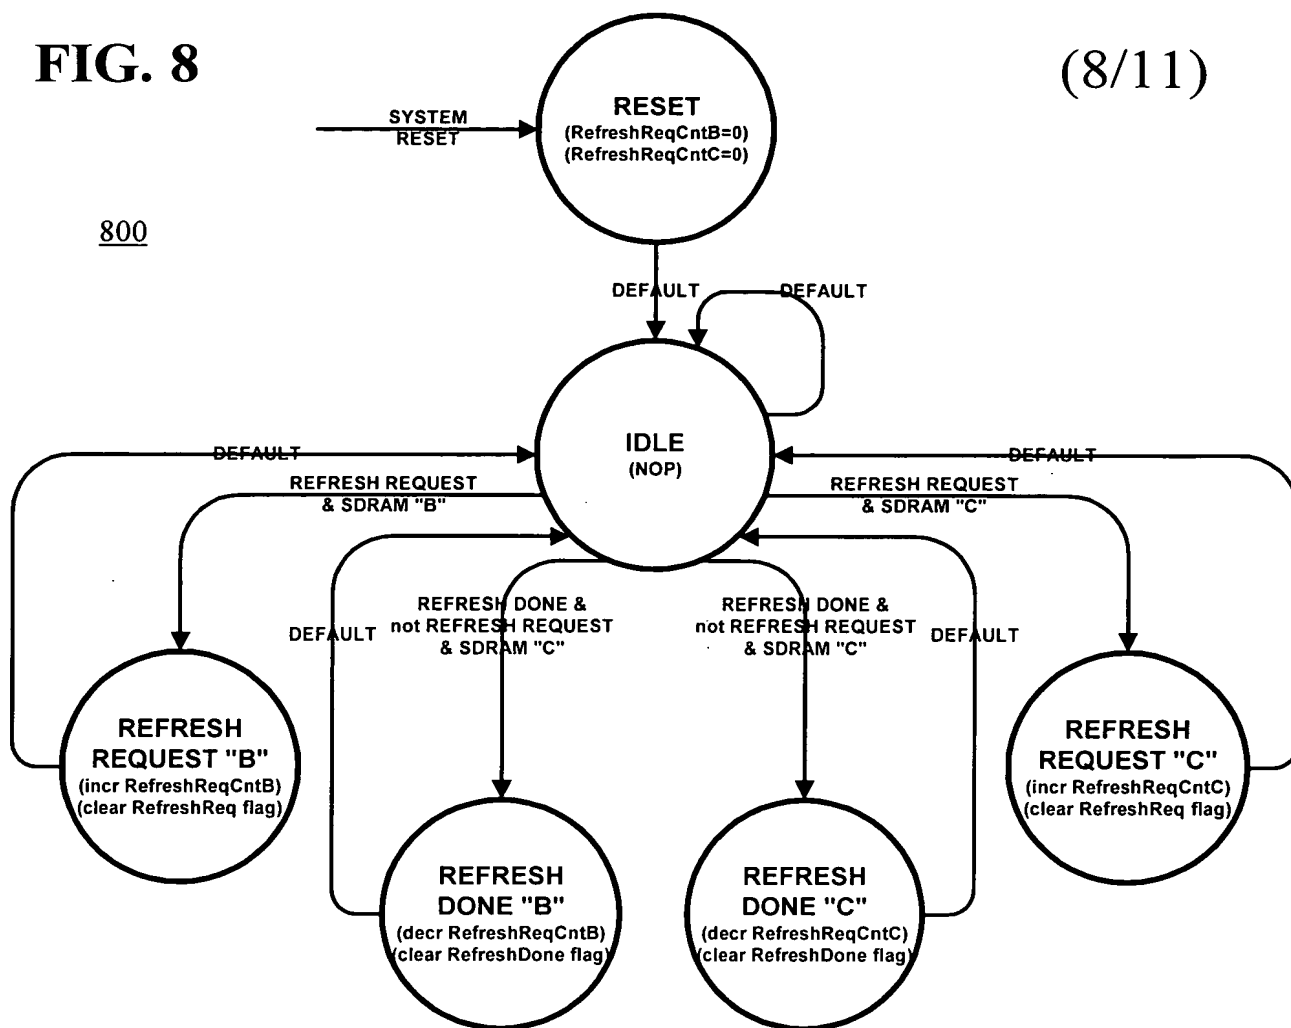 FIG. 8
(8/11)
SYSTEM
RESET
RESET
(RefreshReqCntB=0)
(RefreshReqCntC=0)
800
DEFAULT
DEFAULT
IDLE
(NOP)
DEFAULT
DEFAULT
REFRESH REQUEST
& SDRAM "B"
REFRESH REQUEST
& SDRAM "C"
REFRESH DONE &
not REFRESH REQUEST
& SDRAM "C"
REFRESH DONE &
not REFRESH REQUEST
& SDRAM "C"
DEFAULT
DEFAULT
REFRESH
REQUEST "B"
(incr RefreshReqCntB)
(clear RefreshReq flag)
REFRESH
REQUEST "C"
(incr RefreshReqCntC)
(clear RefreshReq flag)
REFRESH
DONE "B"
(decr RefreshReqCntB)
(clear RefreshDone flag)
REFRESH
DONE "C"
(decr RefreshReqCntC)
(clear RefreshDone flag)